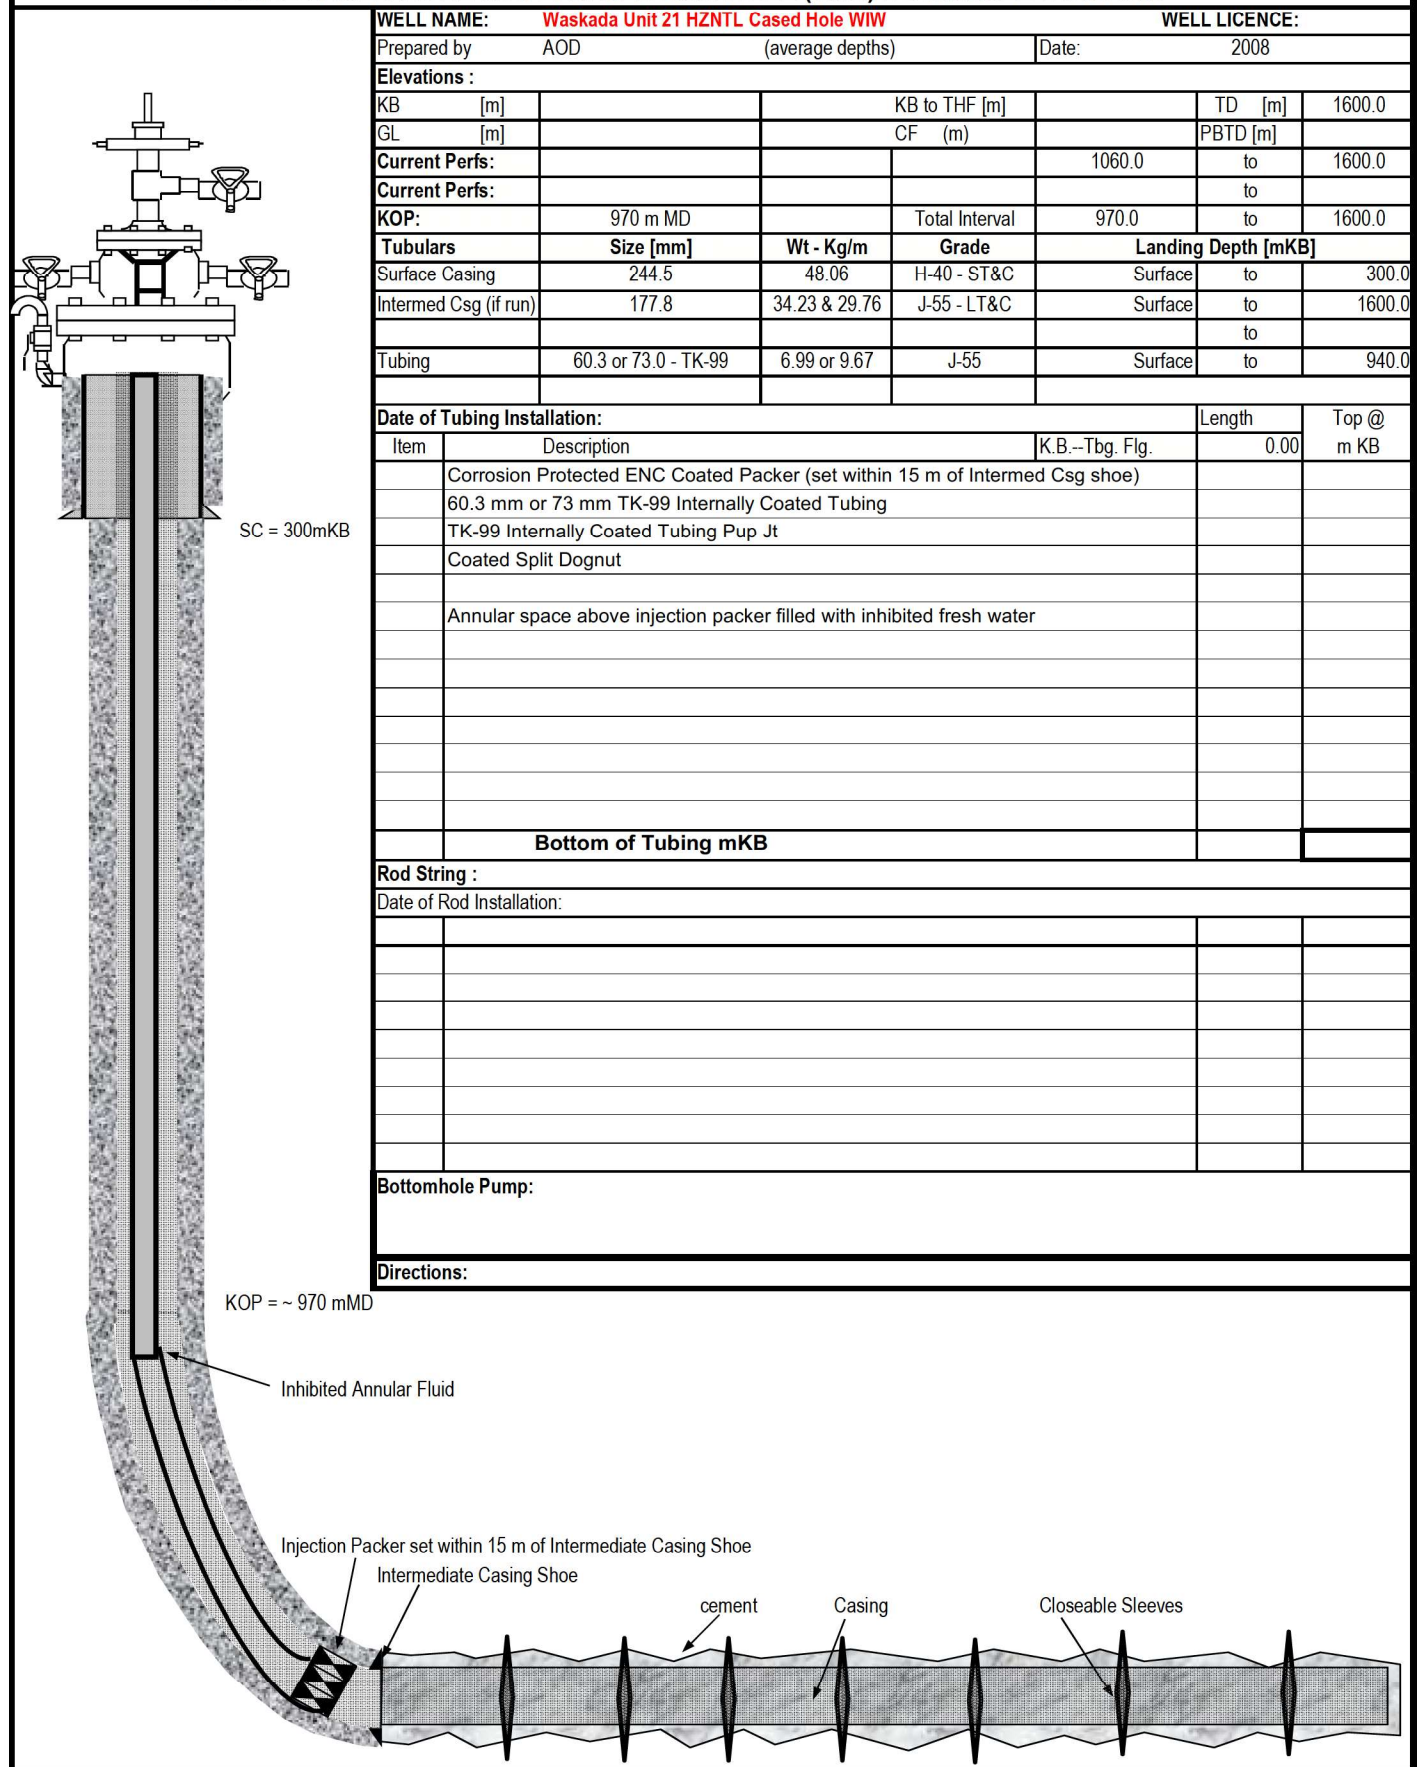 WELL NAME: Waskada Unit 21 HZNTL Cased Hole WIW WELL LICENCE:
Prepared by AOD (average depths) Date: 2008
Elevations :
KB [m] KB to THF [m] TD [m] 1600.0
GL [m] CF (m) PBTD [m]
Current Perfs: 1060.0 to 1600.0
Current Perfs: to
KOP: 970 m MD Total Interval 970.0 to 1600.0
Tubulars Size [mm] Wt - Kg/m Grade Landing Depth [mKB]
Surface Casing 244.5 48.06 H-40 - ST&C Surface to 300.0
Intermed Csg (if run) 177.8 34.23 & 29.76 J-55 - LT&C Surface to 1600.0
to
Tubing 60.3 or 73.0 - TK-99 6.99 or 9.67 J-55 Surface to 940.0
Date of Tubing Installation: Length Top @
Item Description K.B.--Tbg. Flg. 0.00 m KB
Corrosion Protected ENC Coated Packer (set within 15 m of Intermed Csg shoe)
60.3 mm or 73 mm TK-99 Internally Coated Tubing
SC = 300mKB
TK-99 Internally Coated Tubing Pup Jt
Coated Split Dognut
Annular space above injection packer filled with inhibited fresh water
Bottom of Tubing mKB
Rod String :
Date of Rod Installation:
Bottomhole Pump:
Directions:
KOP = ~ 970 mMD
Inhibited Annular Fluid
Injection Packer set within 15 m of Intermediate Casing Shoe
Intermediate Casing Shoe
cement Casing Closeable Sleeves